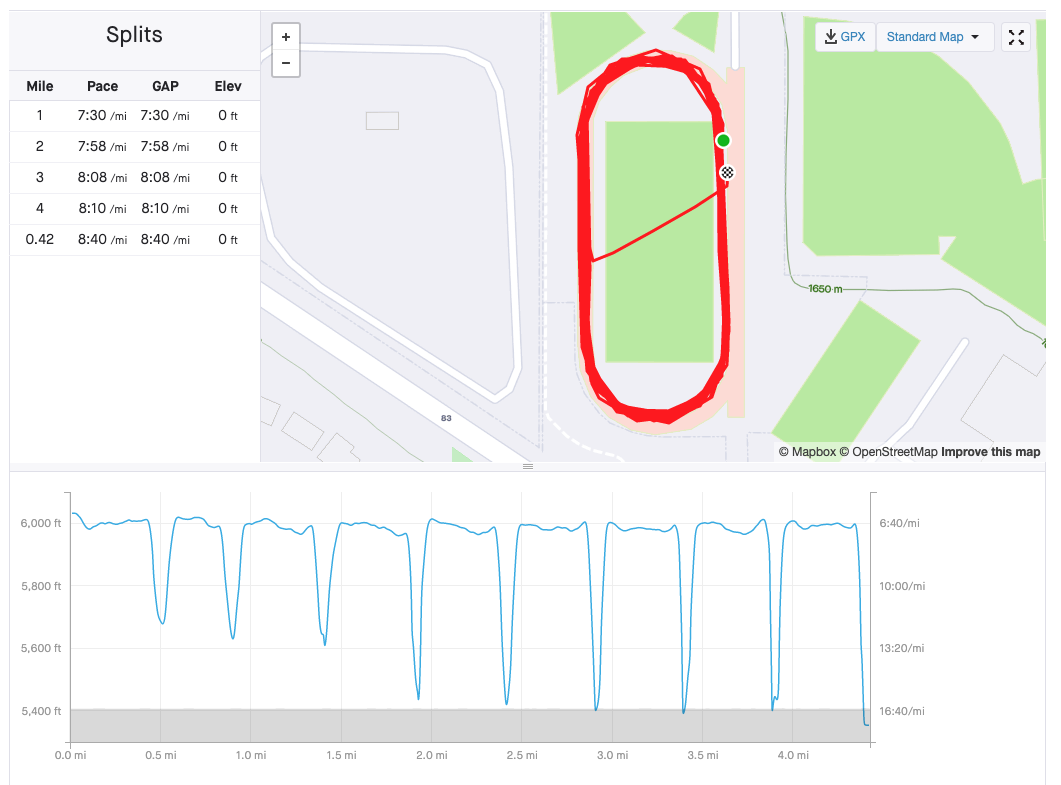 Splits
Mile Pace GAP Elev
1 7:30 /mi 7:30 /mi 0 ft
2 7:58 /mi 7:58 /mi 0 ft
3 8:08 /mi 8:08 /mi 0 ft
4 8:10 /mi 8:10 /mi 0 ft
0.42 8:40 /mi 8:40 /mi 0 ft
+
−
GPX
Standard Map
1650 m
83
© Mapbox © OpenStreetMap Improve this map
6,000 ft 6:40/mi
5,800 ft 10:00/mi
5,600 ft 13:20/mi
5,400 ft 16:40/mi
0.0 mi 0.5 mi 1.0 mi 1.5 mi 2.0 mi 2.5 mi 3.0 mi 3.5 mi 4.0 mi